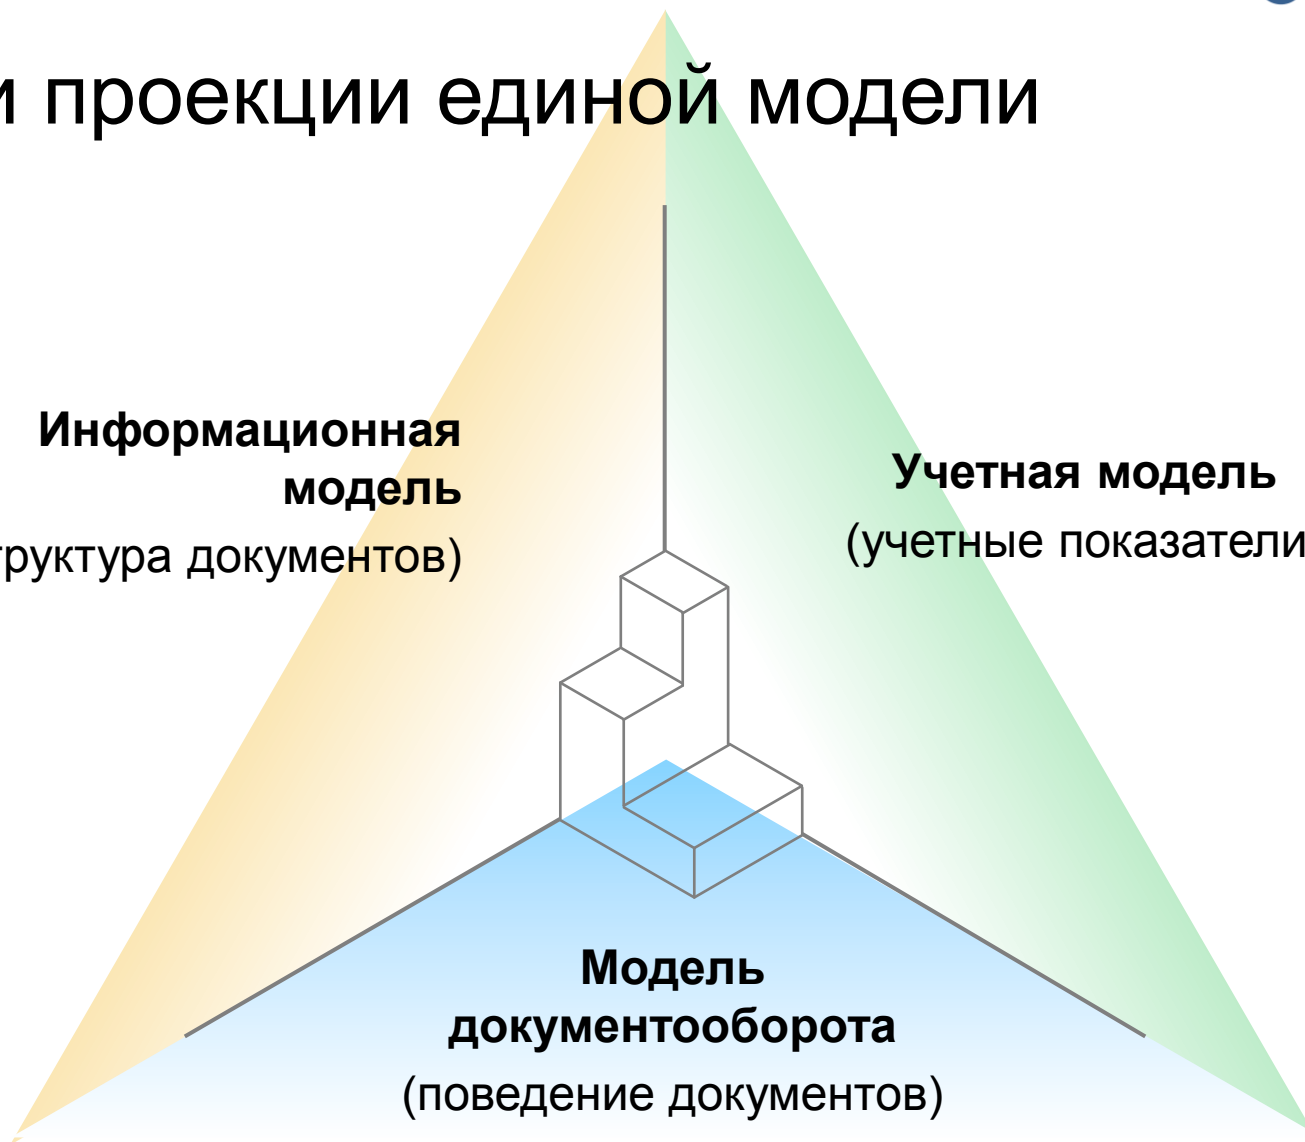 и проекции единой модели
Информационная
модель
труктура документов)
Учетная модель
(учетные показатели
Модель
документооборота
(поведение документов)